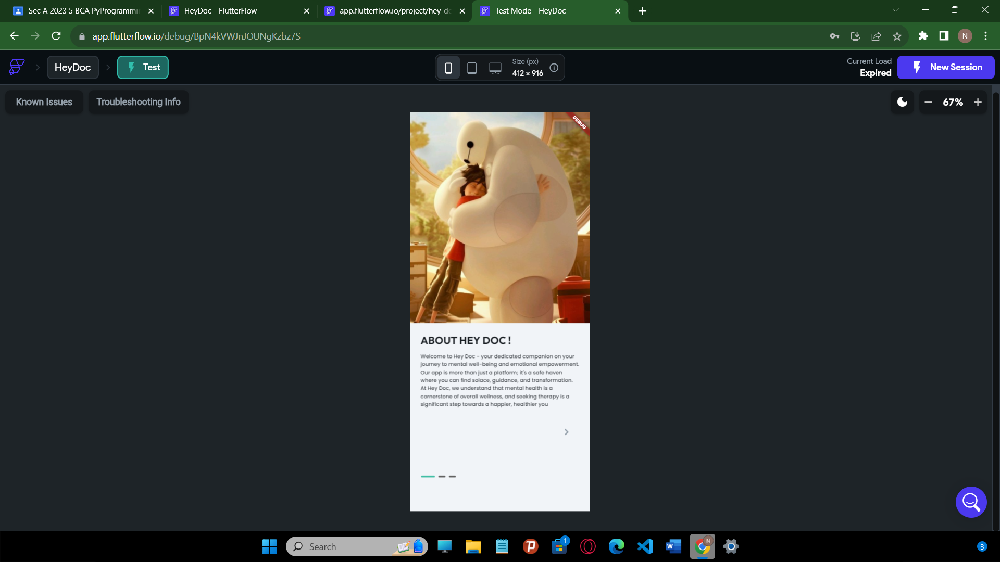 Sec A 2023 5 BCA PyProgrammi
HeyDoc - FlutterFlow
app.flutterflow.io/project/hey-do
Test Mode - HeyDoc
app.flutterflow.io/debug/BpN4kVWJnJOUNgKzbz7S
N
HeyDoc
Test
Size (px)
412 × 916
Current Load
Expired
New Session
Known Issues
Troubleshooting Info
67%
DEBUG
ABOUT HEY DOC !
Welcome to Hey Doc - your dedicated companion on your
journey to mental well-being and emotional empowerment.
Our app is more than just a platform; it's a safe haven
where you can find solace, guidance, and transformation.
At Hey Doc, we understand that mental health is a
cornerstone of overall wellness, and seeking therapy is a
significant step towards a happier, healthier you
Search
1
W
N
3